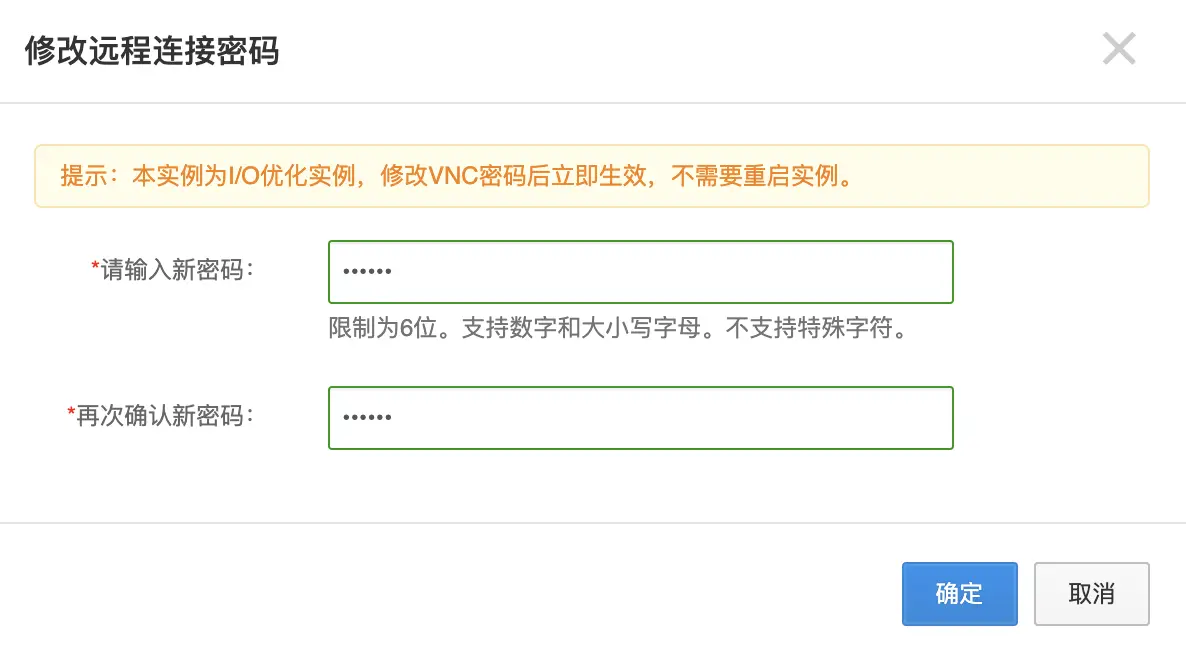 修改远程连接密码
提示：本实例为I/O优化实例，修改VNC密码后立即生效，不需要重启实例。
*请输入新密码：
••••••
限制为6位。支持数字和大小写字母。不支持特殊字符。
*再次确认新密码：
••••••
确定 取消